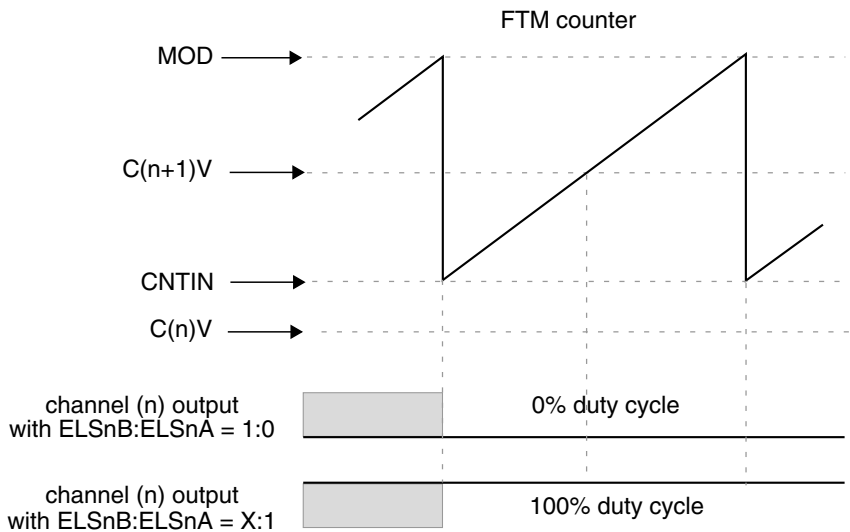 FTM counter
MOD
C(n+1)V
CNTIN
C(n)V
channel (n) output
with ELSnB:ELSnA = 1:0
0% duty cycle
channel (n) output
with ELSnB:ELSnA = X:1
100% duty cycle